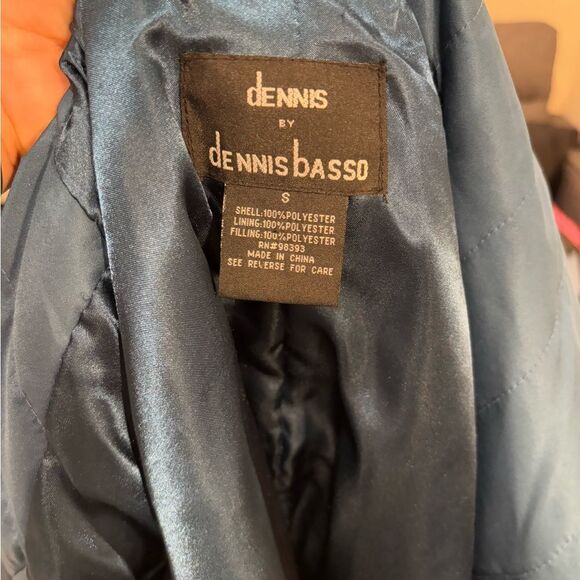 dENNIS
BY
dENNIS bASSO
S
SHELL:100%POLYESTER
LINING:100%POLYESTER
FILLING:100%POLYESTER
RN#98393
MADE IN CHINA
SEE REVERSE FOR CARE